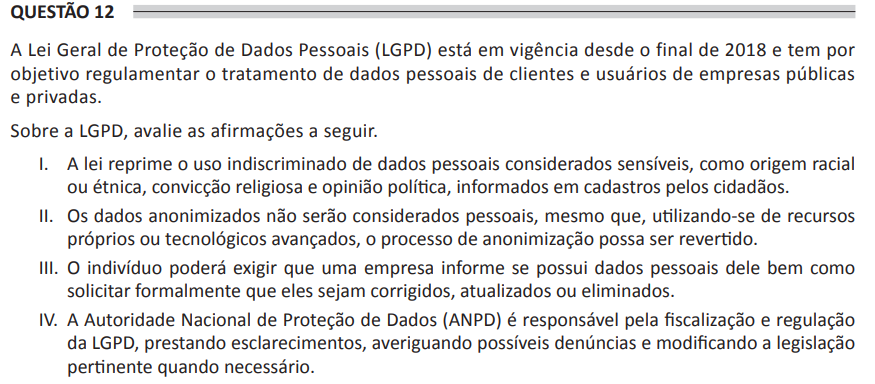 QUESTÃO 12
A Lei Geral de Proteção de Dados Pessoais (LGPD) está em vigência desde o final de 2018 e tem por
objetivo regulamentar o tratamento de dados pessoais de clientes e usuários de empresas públicas
e privadas.
Sobre a LGPD, avalie as afirmações a seguir.
I. A lei reprime o uso indiscriminado de dados pessoais considerados sensíveis, como origem racial
ou étnica, convicção religiosa e opinião política, informados em cadastros pelos cidadãos.
II. Os dados anonimizados não serão considerados pessoais, mesmo que, utilizando-se de recursos
próprios ou tecnológicos avançados, o processo de anonimização possa ser revertido.
III. O indivíduo poderá exigir que uma empresa informe se possui dados pessoais dele bem como
solicitar formalmente que eles sejam corrigidos, atualizados ou eliminados.
IV. A Autoridade Nacional de Proteção de Dados (ANPD) é responsável pela fiscalização e regulação
da LGPD, prestando esclarecimentos, averiguando possíveis denúncias e modificando a legislação
pertinente quando necessário.